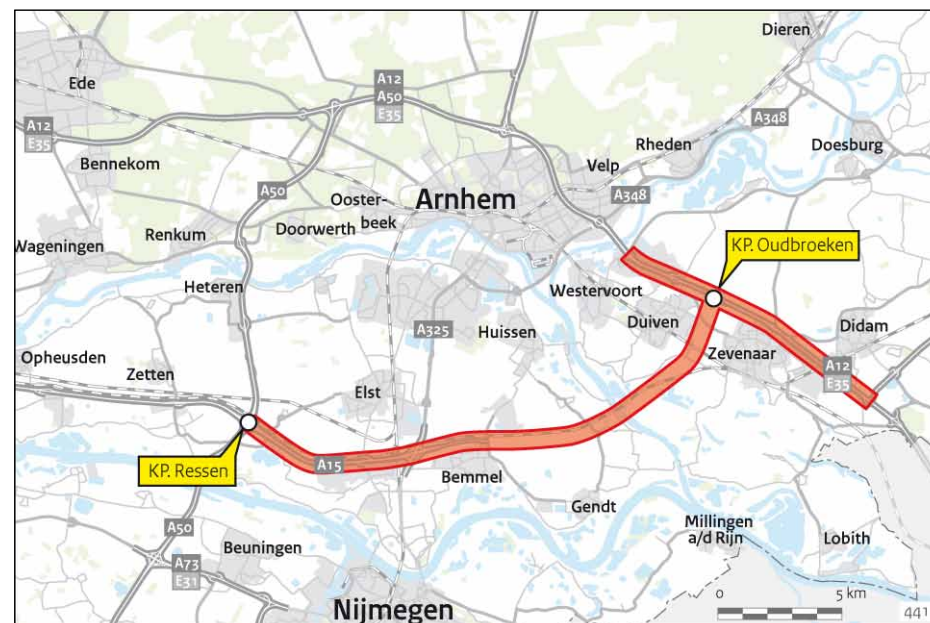 Dieren
Ede
A12
A50
E35
A12
E35
A348
Rheden
Doesburg
Bennekom
Velp
A50
A348
Ooster-
beek
Arnhem
Renkum
Doorwerth
Wageningen
KP. Oudbroeken
Westervoort
Heteren
Duiven
A325
Huissen
Didam
Opheusden
Zetten
Zevenaar
A12
E35
Elst
KP. Ressen
A15
Bemmel
Gendt
A50
Millingen
a/d Rijn
Lobith
Beuningen
A73
E31
Nijmegen
0 5 km
441